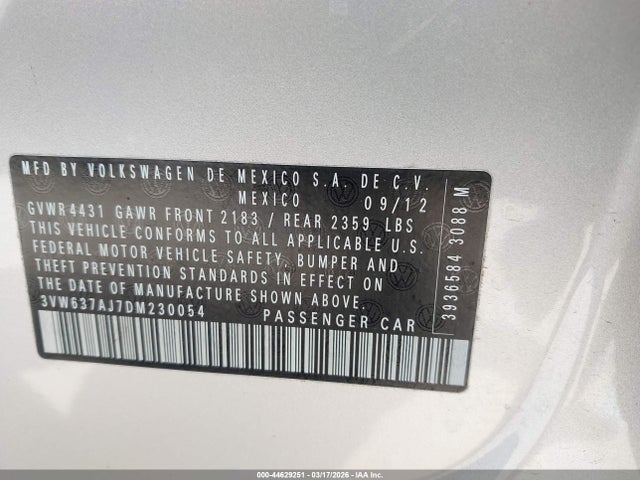 MFD BY VOLKSWAGEN DE MEXICO S.A. DE C.V.
MEXICO 09/12
GVWR4431 GAWR FRONT 2183 / REAR 2359 LBS
THIS VEHICLE CONFORMS TO ALL APPLICABLE U.S.
FEDERAL MOTOR VEHICLE SAFETY, BUMPER AND
THEFT PREVENTION STANDARDS IN EFFECT ON
THE DATE OF MANUFACTURE SHOWN ABOVE.
3VW637AJ7DM230054 PASSENGER CAR
3936584 3088 M
000-44629251 - 03/17/2026 - IAA Inc.